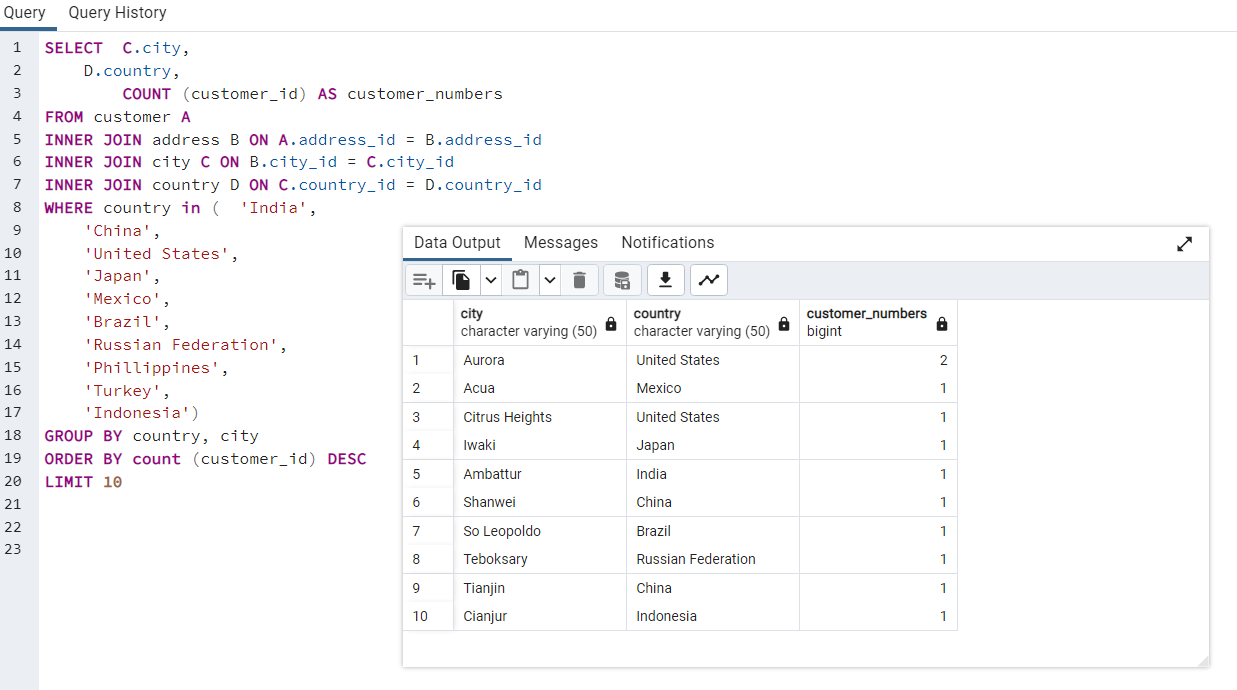 Query Query History
1 SELECT C.city,
2 D.country,
3 COUNT (customer_id) AS customer_numbers
4 FROM customer A
5 INNER JOIN address B ON A.address_id = B.address_id
6 INNER JOIN city C ON B.city_id = C.city_id
7 INNER JOIN country D ON C.country_id = D.country_id
8 WHERE country in ( 'India',
9 'China',
10 'United States',
11 'Japan',
12 'Mexico',
13 'Brazil',
14 'Russian Federation',
15 'Phillippines',
16 'Turkey',
17 'Indonesia')
18 GROUP BY country, city
19 ORDER BY count (customer_id) DESC
20 LIMIT 10
21
22
23
Data Output Messages Notifications
city country customer_numbers
character varying (50) character varying (50) bigint
1 Aurora United States 2
2 Acua Mexico 1
3 Citrus Heights United States 1
4 Iwaki Japan 1
5 Ambattur India 1
6 Shanwei China 1
7 So Leopoldo Brazil 1
8 Teboksary Russian Federation 1
9 Tianjin China 1
10 Cianjur Indonesia 1